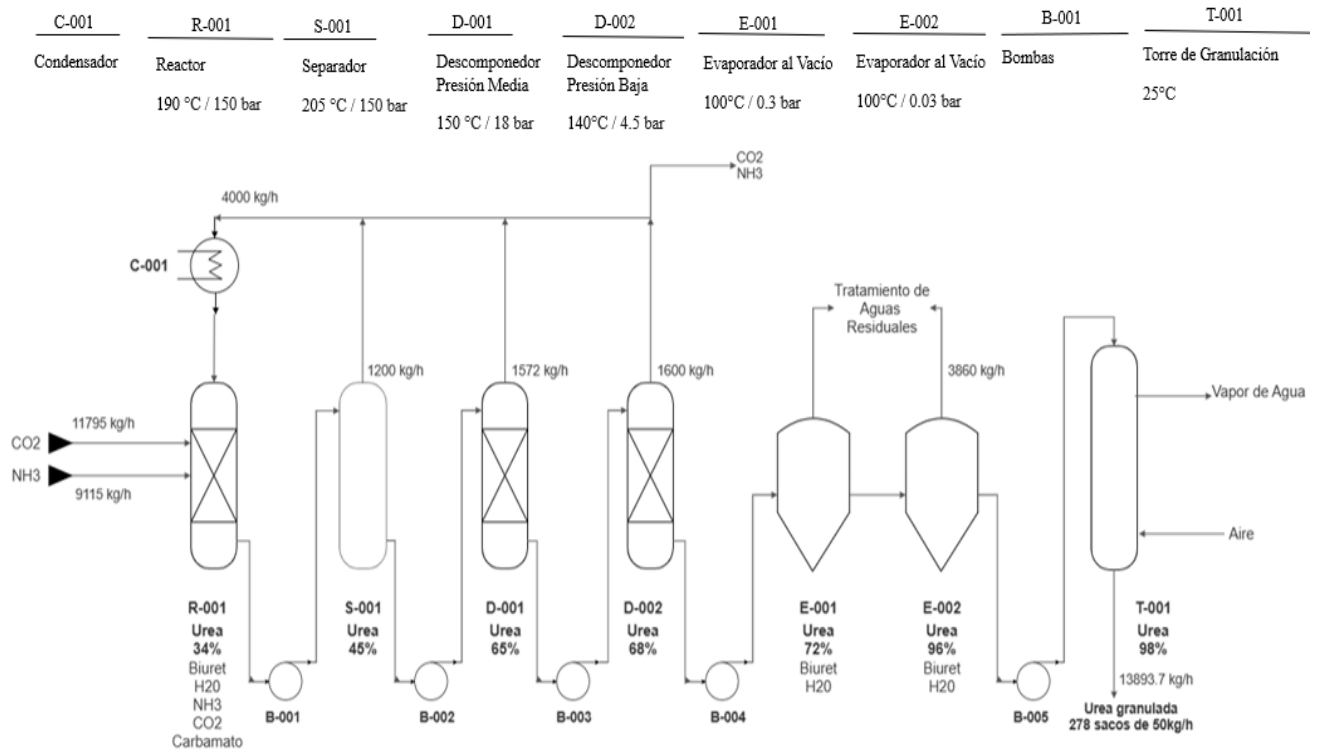 C-001
R-001
S-001
D-001
D-002
E-001
E-002
B-001
T-001
Condensador
Reactor
190 °C / 150 bar
Separador
205 °C / 150 bar
Descomponedor
Presión Media
150 °C / 18 bar
Descomponedor
Presión Baja
140°C / 4.5 bar
Evaporador al Vacío
100°C / 0.3 bar
Evaporador al Vacío
100°C / 0.03 bar
Bombas
Torre de Granulación
25°C
CO2
NH3
4000 kg/h
C-001
Tratamiento de
Aguas
Residuales
1200 kg/h
1572 kg/h
1600 kg/h
3860 kg/h
Vapor de Agua
11795 kg/h
CO2
NH3
9115 kg/h
Aire
R-001
Urea
34%
Biuret
H20
NH3
CO2
Carbamato
S-001
Urea
45%
D-001
Urea
65%
D-002
Urea
68%
E-001
Urea
72%
Biuret
H20
E-002
Urea
96%
Biuret
H20
T-001
Urea
98%
B-001
B-002
B-003
B-004
B-005
13893.7 kg/h
Urea granulada
278 sacos de 50kg/h